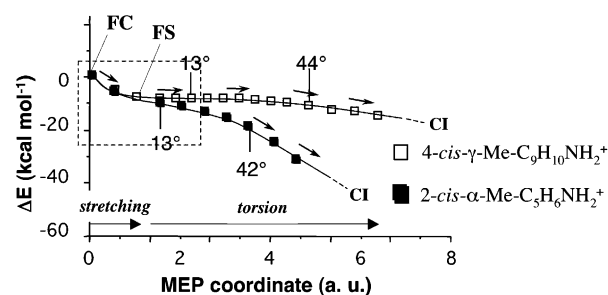 FC
FS
13°
44°
0
-20
-40
-60
ΔE (kcal mol⁻¹)
13°
42°
CI
CI
4-cis-γ-Me-C₉H₁₀NH₂⁺
2-cis-α-Me-C₅H₆NH₂⁺
stretching
torsion
0 2 4 6 8
MEP coordinate (a. u.)